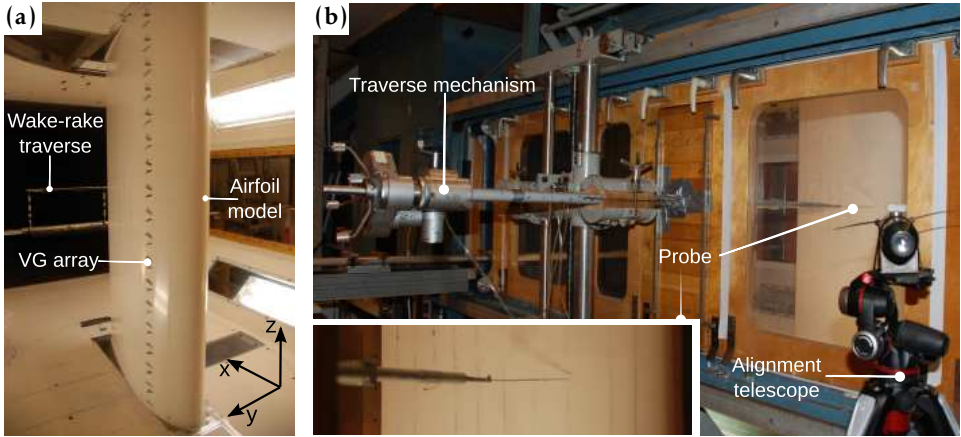 (a)
Wake-rake
traverse
Airfoil
model
VG array
z
x
y
(b)
Traverse mechanism
Probe
Alignment
telescope